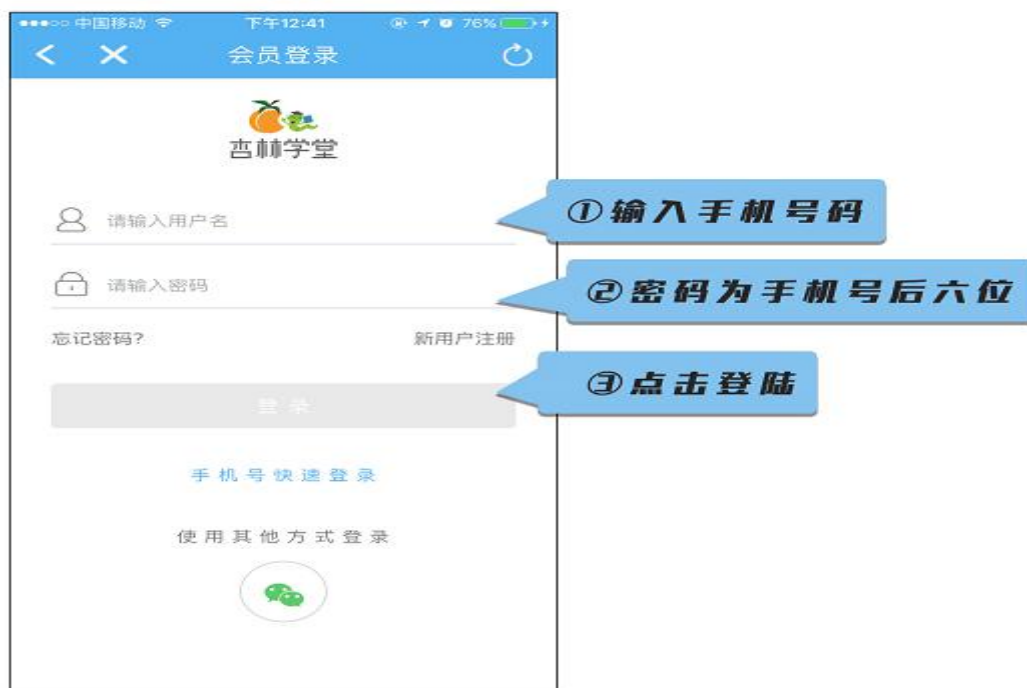 中国移动 下午12:41 76%
会员登录
杏林学堂
请输入用户名
①输入手机号码
请输入密码
②密码为手机号后六位
忘记密码? 新用户注册
③点击登陆
登录
手机号快速登录
使用其他方式登录